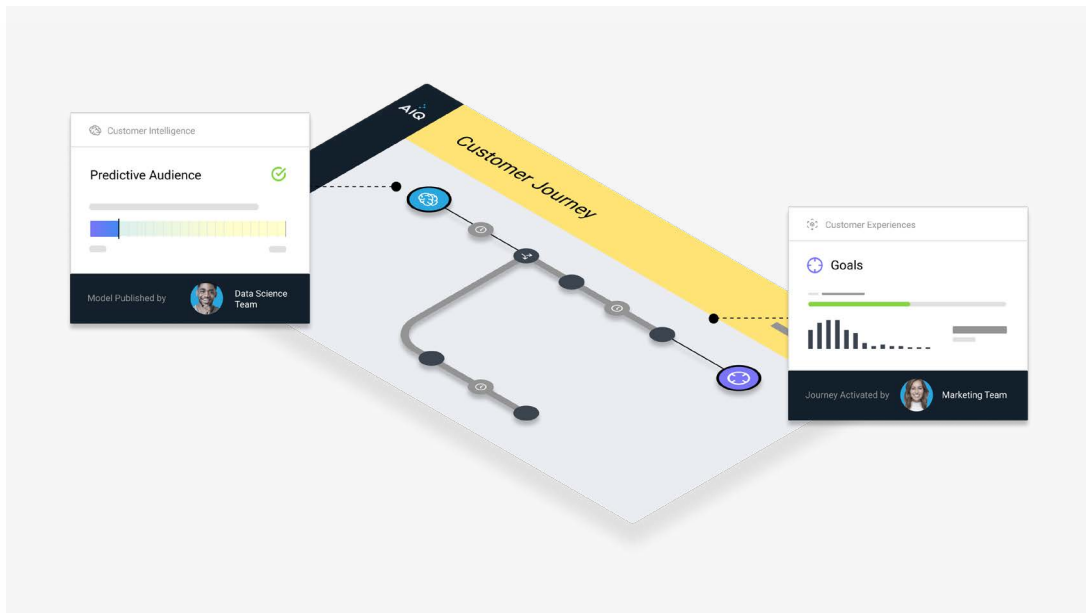 AIQ
Customer Journey
Customer Intelligence
Predictive Audience
Model Published by
Data Science
Team
Customer Experiences
Goals
Journey Activated by
Marketing Team